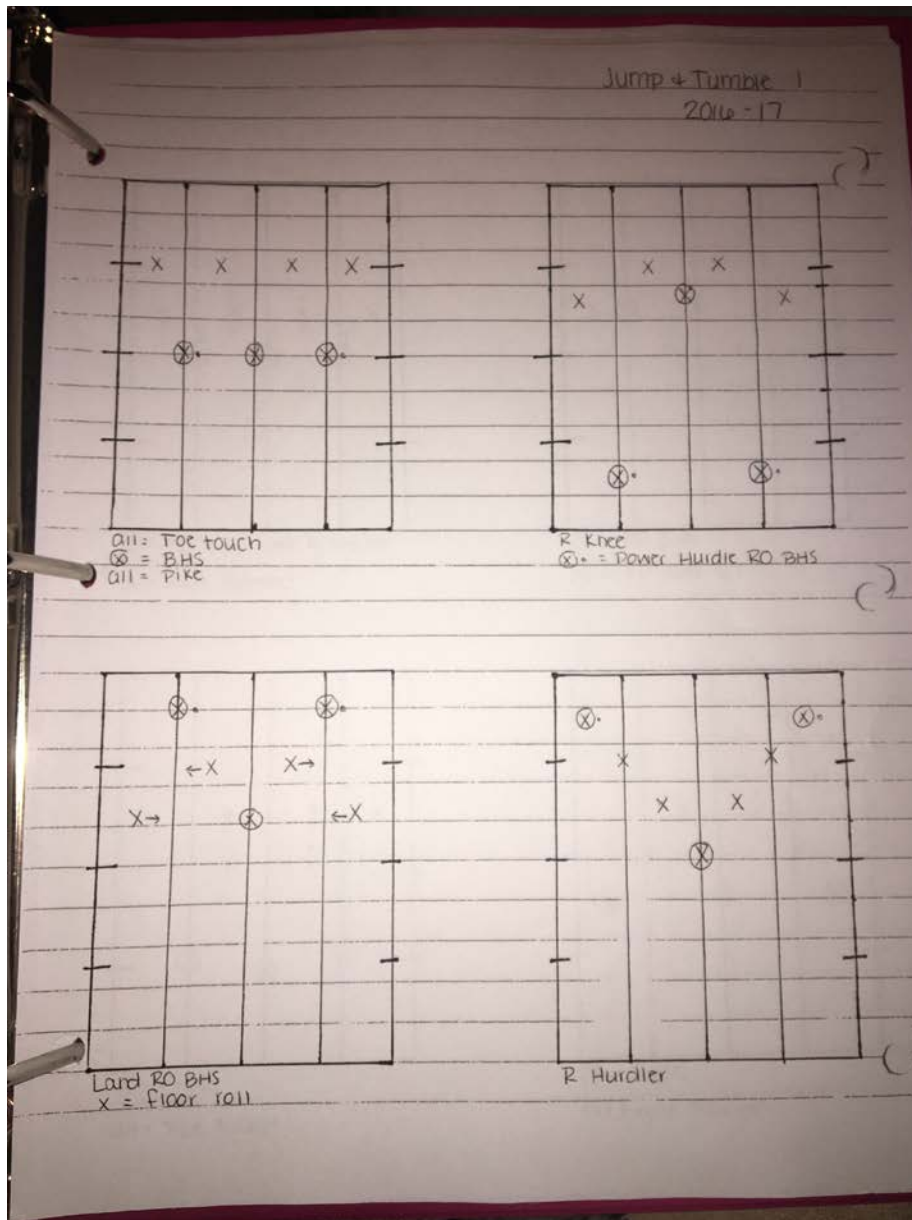 Jump & Tumble 1
2016-17
X X X X
Ⓧ. Ⓧ Ⓧ.
all= Toe touch
Ⓧ = BHS
all = Pike
X X
X Ⓧ X
Ⓧ. Ⓧ.
R Knee
Ⓧ. = Power Hurdle RO BHS
Ⓧ. Ⓧ.
←X X→
X→ Ⓧ ←X
Land RO BHS
x = floor roll
Ⓧ. Ⓧ.
X X
X X
Ⓧ
R Hurdler